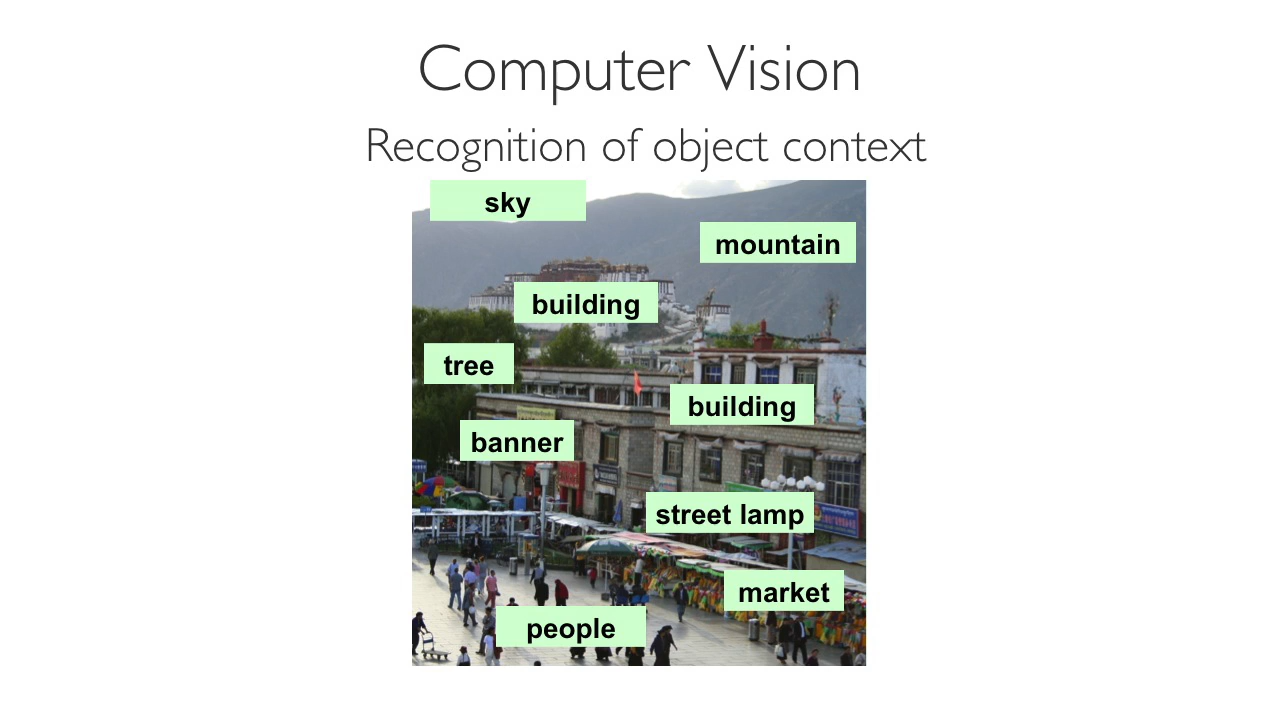 Computer Vision
Recognition of object context
sky
mountain
building
tree
building
banner
street lamp
market
people